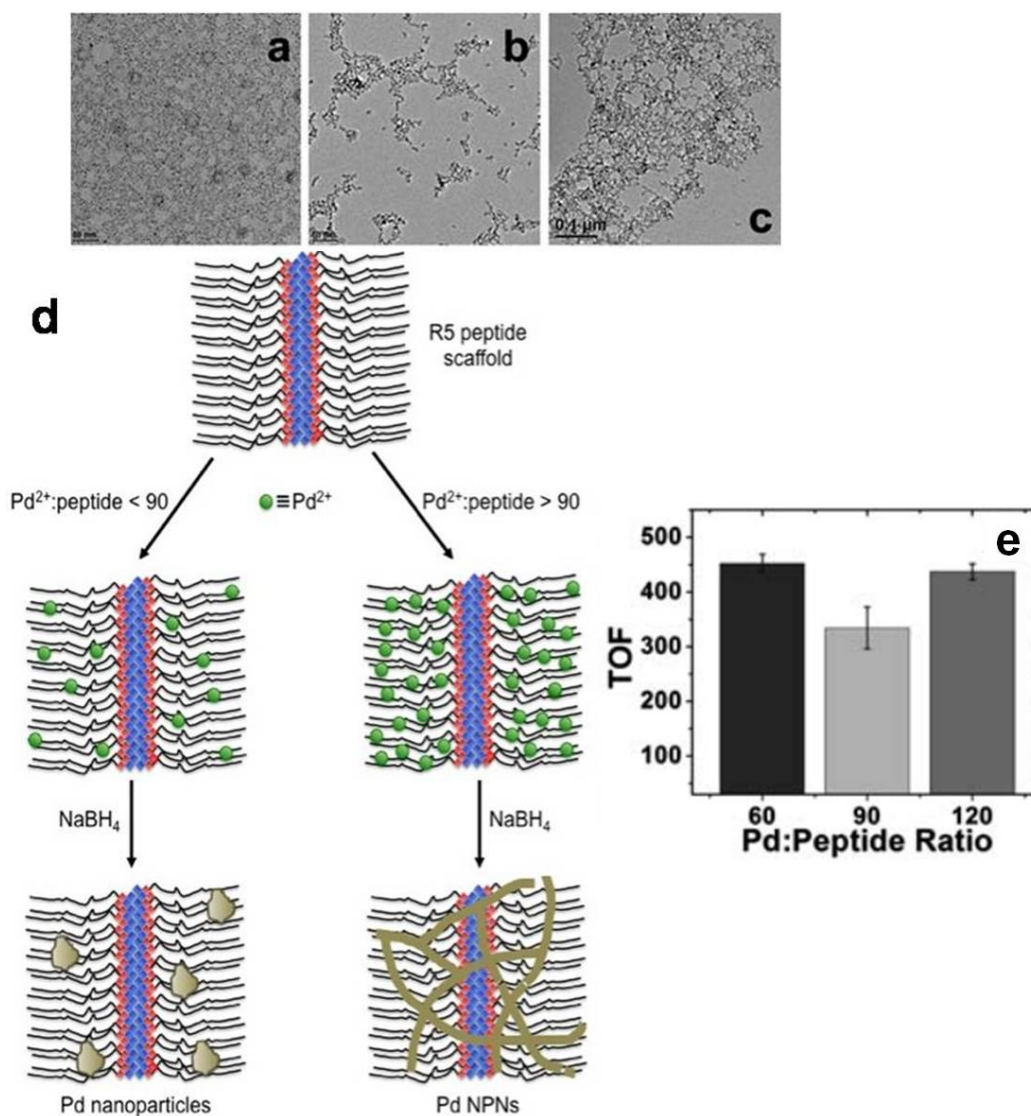 a
b
c
0.1 µm
d
R5 peptide
scaffold
Pd²⁺:peptide < 90
≡Pd²⁺
Pd²⁺:peptide > 90
NaBH₄
NaBH₄
Pd nanoparticles
Pd NPNs
e
500
400
300
200
100
TOF
60
90
120
Pd:Peptide Ratio